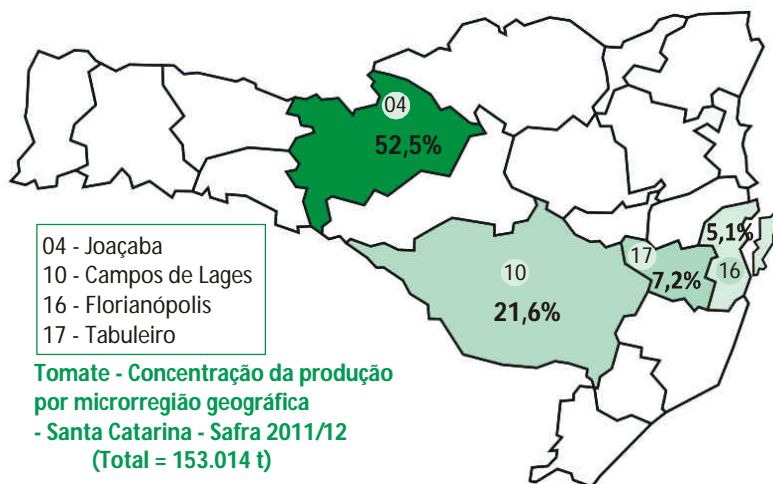 04
52,5%
5,1%
17
16
10
7,2%
21,6%
04 - Joaçaba
10 - Campos de Lages
16 - Florianópolis
17 - Tabuleiro
Tomate - Concentração da produção
por microrregião geográfica
- Santa Catarina - Safra 2011/12
(Total = 153.014 t)